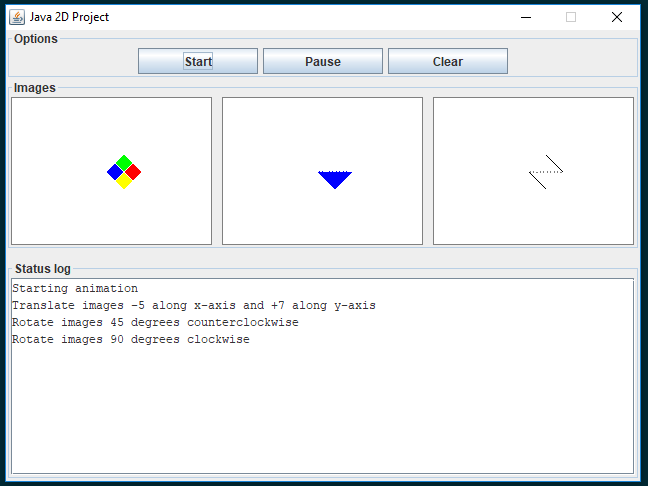 Java 2D Project
Options
Start Pause Clear
Images
Status log
Starting animation
Translate images -5 along x-axis and +7 along y-axis
Rotate images 45 degrees counterclockwise
Rotate images 90 degrees clockwise